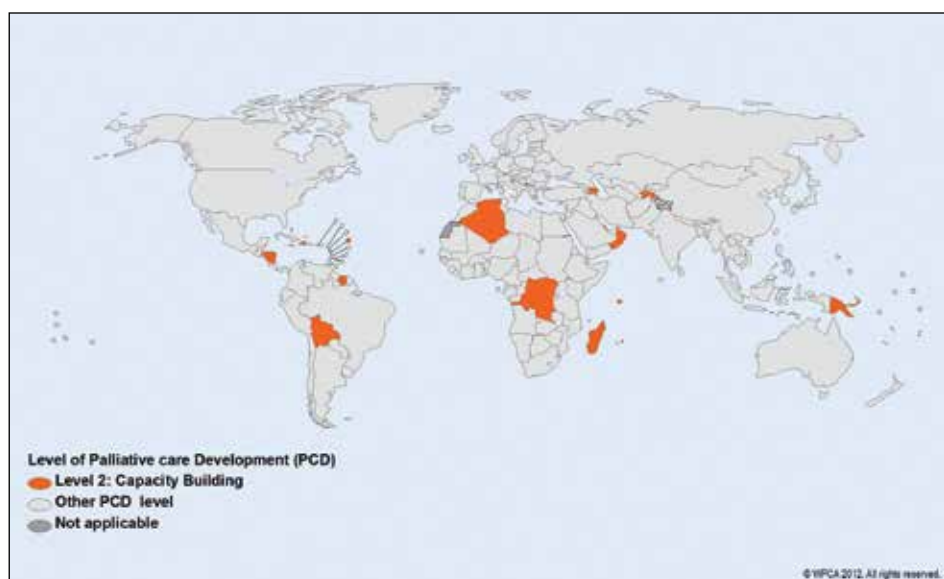 Level of Palliative care Development (PCD)
Level 2: Capacity Building
Other PCD level
Not applicable
© WPCA 2012. All rights reserved.